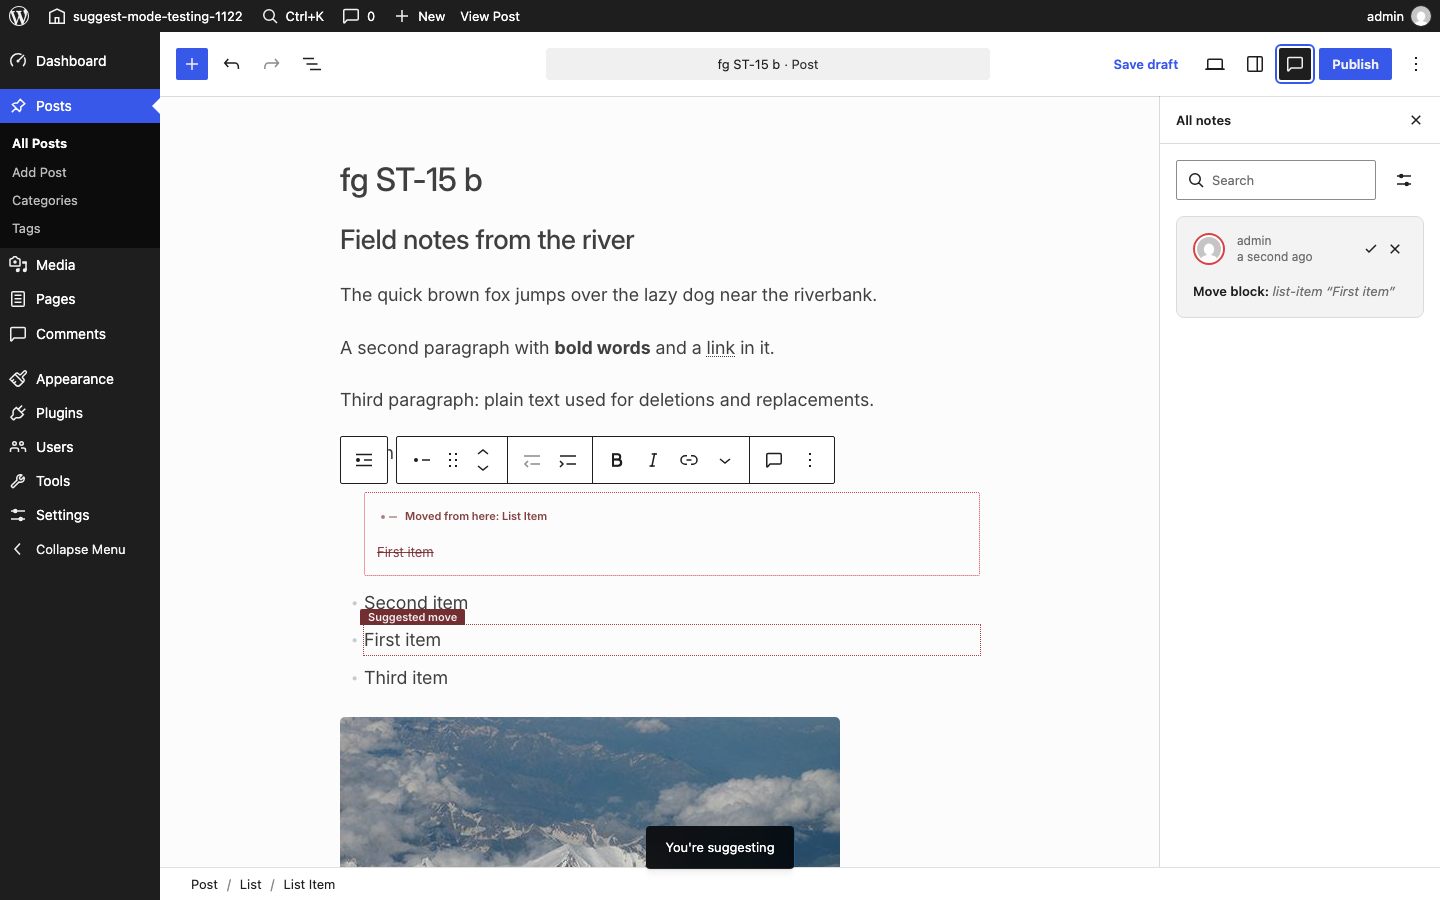 suggest-mode-testing-1122
Ctrl+K
0
New
View Post
admin
Dashboard
Posts
All Posts
Add Post
Categories
Tags
Media
Pages
Comments
Appearance
Plugins
Users
Tools
Settings
Collapse Menu
fg ST-15 b · Post
Save draft
Publish
fg ST-15 b
Field notes from the river
The quick brown fox jumps over the lazy dog near the riverbank.
A second paragraph with bold words and a link in it.
Third paragraph: plain text used for deletions and replacements.
B I
Moved from here: List Item
First item
Second item
Suggested move
First item
Third item
You're suggesting
Post / List / List Item
All notes
Search
admin
a second ago
Move block: list-item “First item”